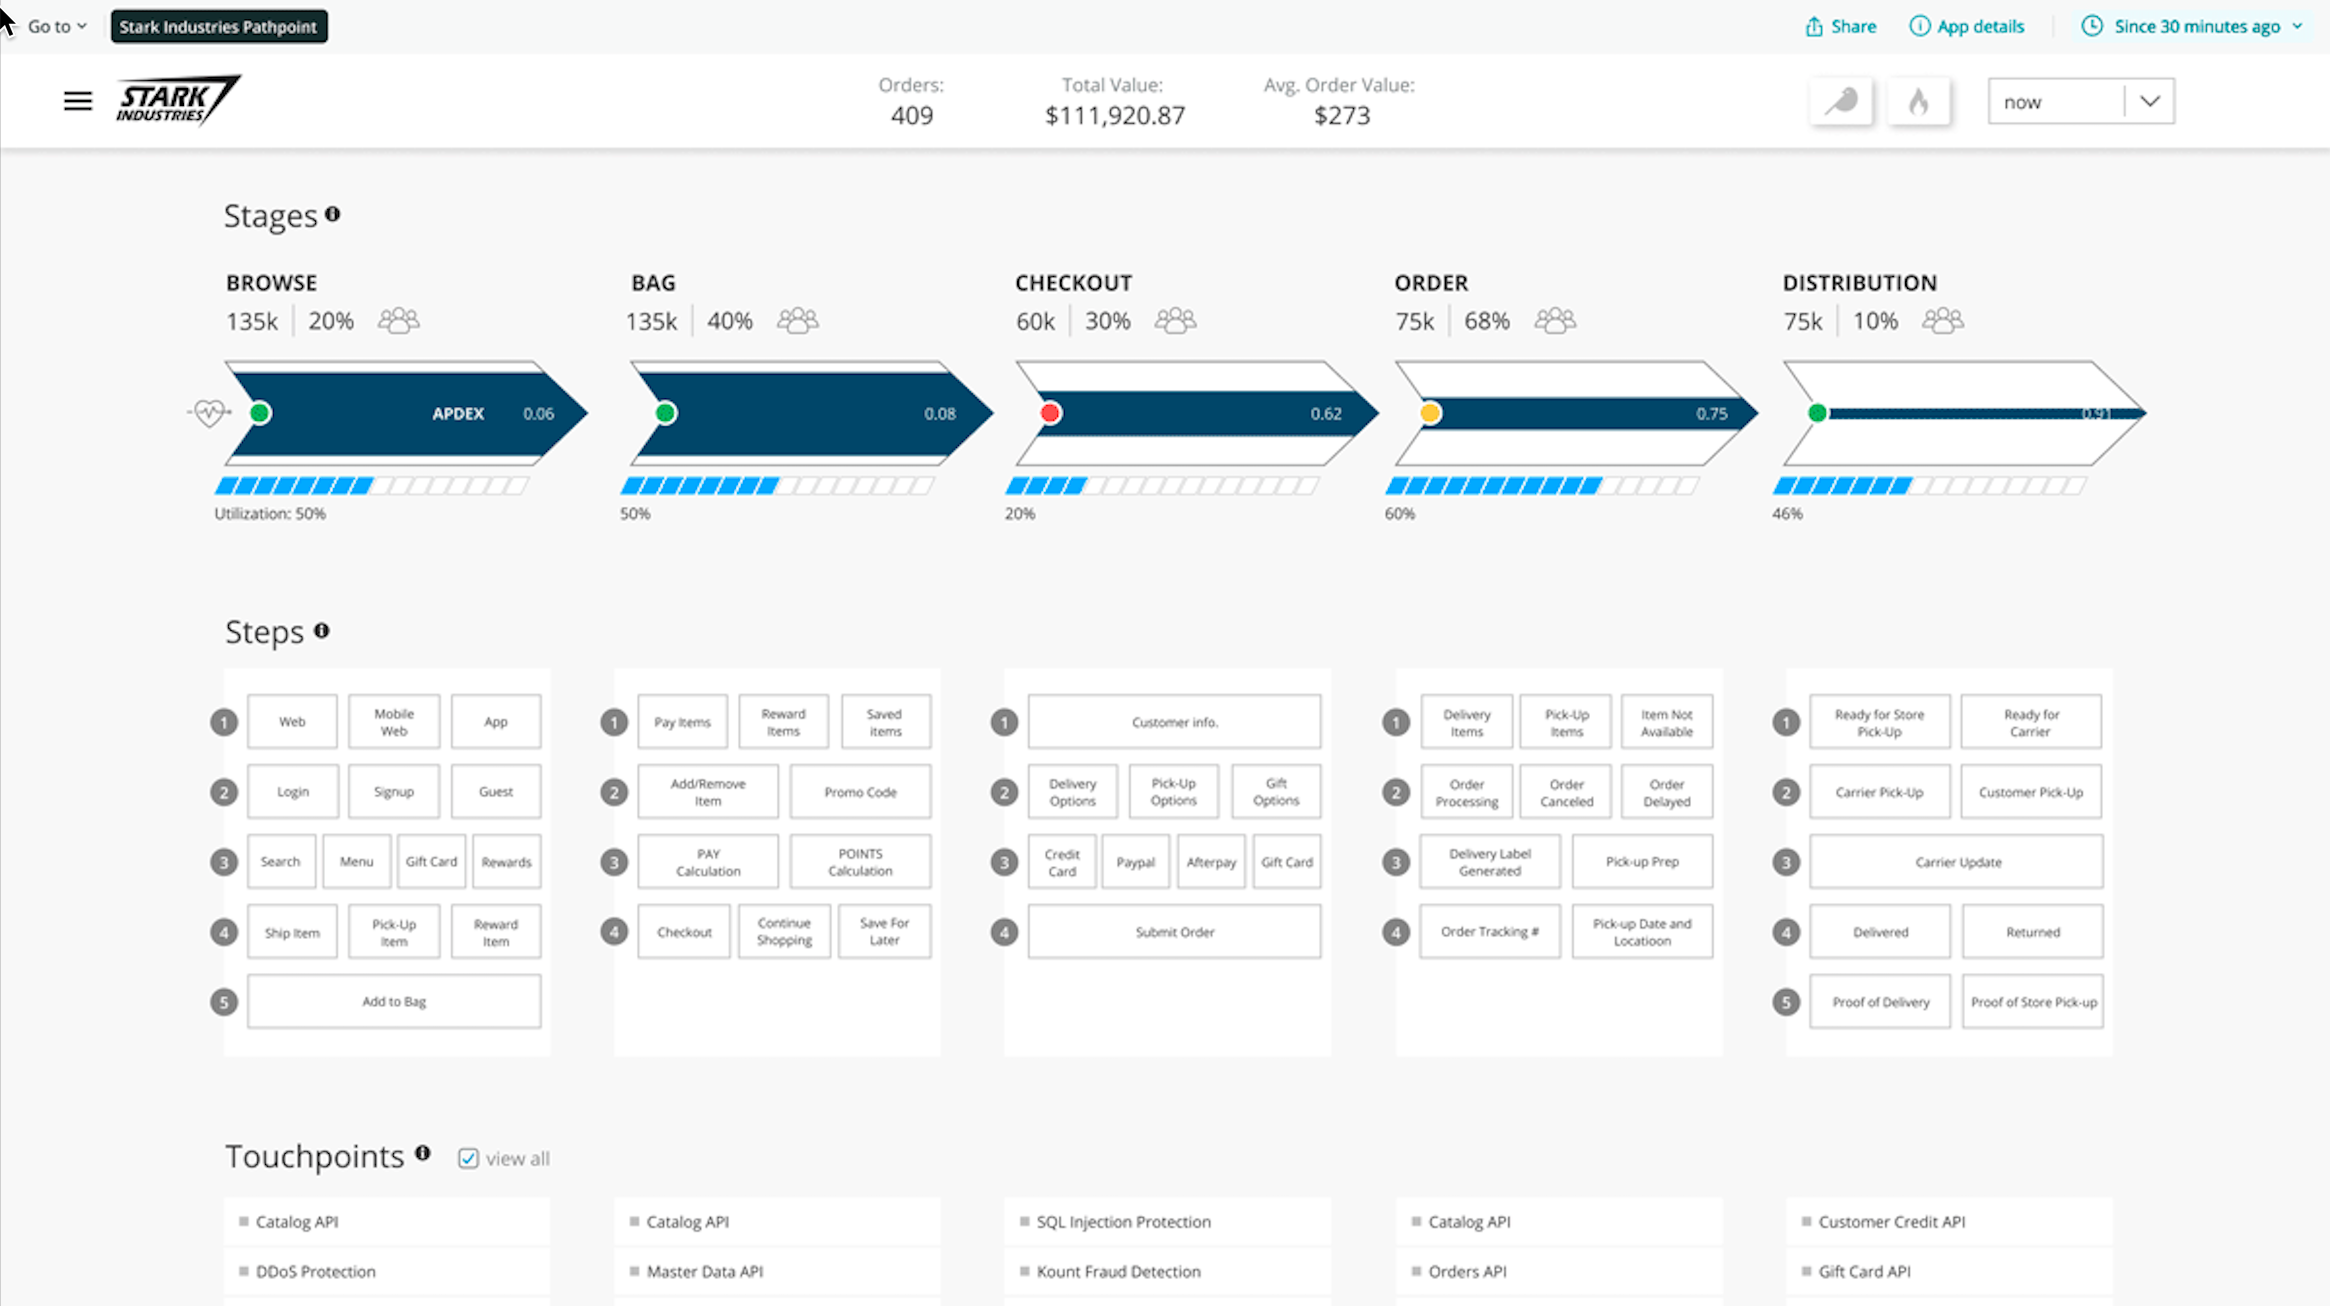 Go to
Stark Industries Pathpoint
Share
App details
Since 30 minutes ago
STARK
INDUSTRIES
Orders:
409
Total Value:
$111,920.87
Avg. Order Value:
$273
now
Stages
BROWSE
135k 20%
APDEX 0.06
Utilization: 50%
BAG
135k 40%
0.08
50%
CHECKOUT
60k 30%
0.62
20%
ORDER
75k 68%
0.75
60%
DISTRIBUTION
75k 10%
0.91
46%
Steps
1
Web
Mobile
Web
App
2
Login
Signup
Guest
3
Search
Menu
Gift Card
Rewards
4
Ship Item
Pick-Up
Item
Reward
Item
5
Add to Bag
1
Pay Items
Reward
Items
Saved
items
2
Add/Remove
Item
Promo Code
3
PAY
Calculation
POINTS
Calculation
4
Checkout
Continue
Shopping
Save For
Later
1
Customer info.
2
Delivery
Options
Pick-Up
Options
Gift
Options
3
Credit
Card
Paypal
Afterpay
Gift Card
4
Submit Order
1
Delivery
Items
Pick-Up
Items
Item Not
Available
2
Order
Processing
Order
Canceled
Order
Delayed
3
Delivery Label
Generated
Pick-up Prep
4
Order Tracking #
Pick-up Date and
Locatioon
1
Ready for Store
Pick-Up
Ready for
Carrier
2
Carrier Pick-Up
Customer Pick-Up
3
Carrier Update
4
Delivered
Returned
5
Proof of Delivery
Proof of Store Pick-up
Touchpoints
view all
Catalog API
DDoS Protection
Catalog API
Master Data API
SQL Injection Protection
Kount Fraud Detection
Catalog API
Orders API
Customer Credit API
Gift Card API